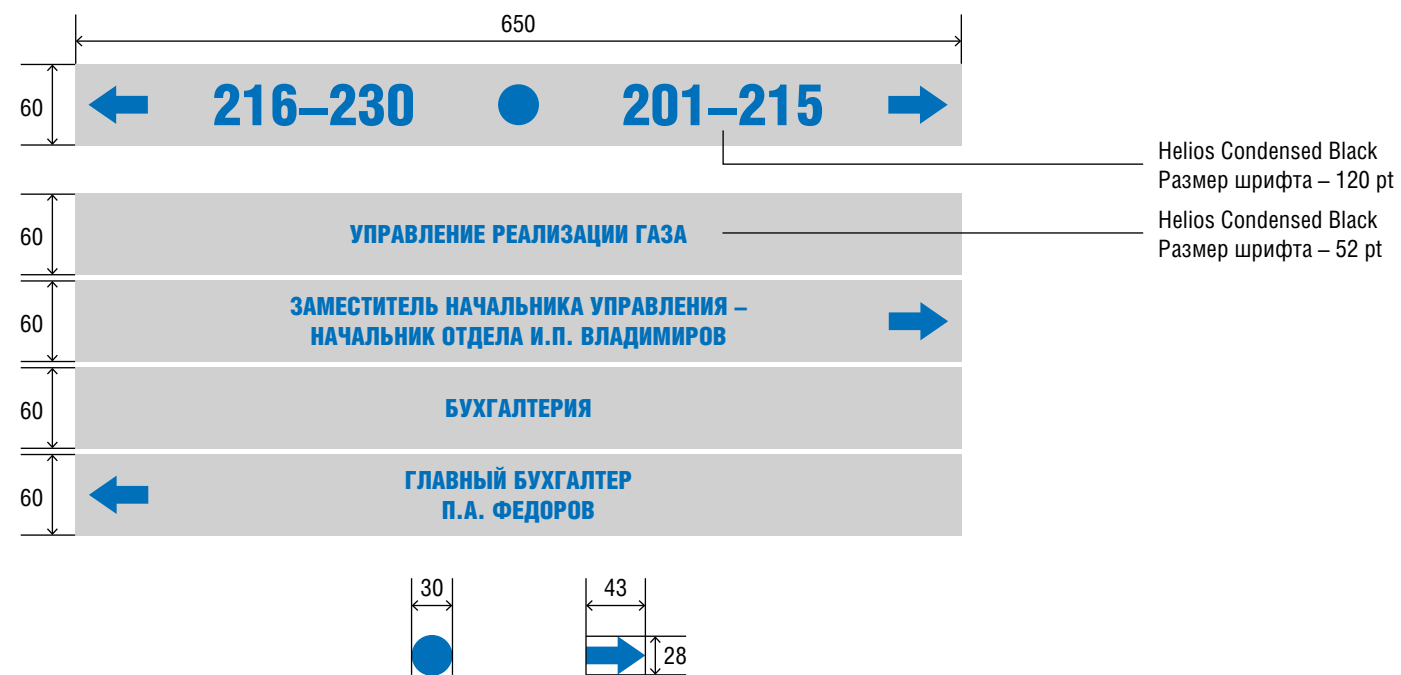 650
60
216–230
201–215
Helios Condensed Black
Размер шрифта – 120 pt
60
УПРАВЛЕНИЕ РЕАЛИЗАЦИИ ГАЗА
Helios Condensed Black
Размер шрифта – 52 pt
60
ЗАМЕСТИТЕЛЬ НАЧАЛЬНИКА УПРАВЛЕНИЯ –
НАЧАЛЬНИК ОТДЕЛА И.П. ВЛАДИМИРОВ
60
БУХГАЛТЕРИЯ
60
ГЛАВНЫЙ БУХГАЛТЕР
П.А. ФЕДОРОВ
30
43
28